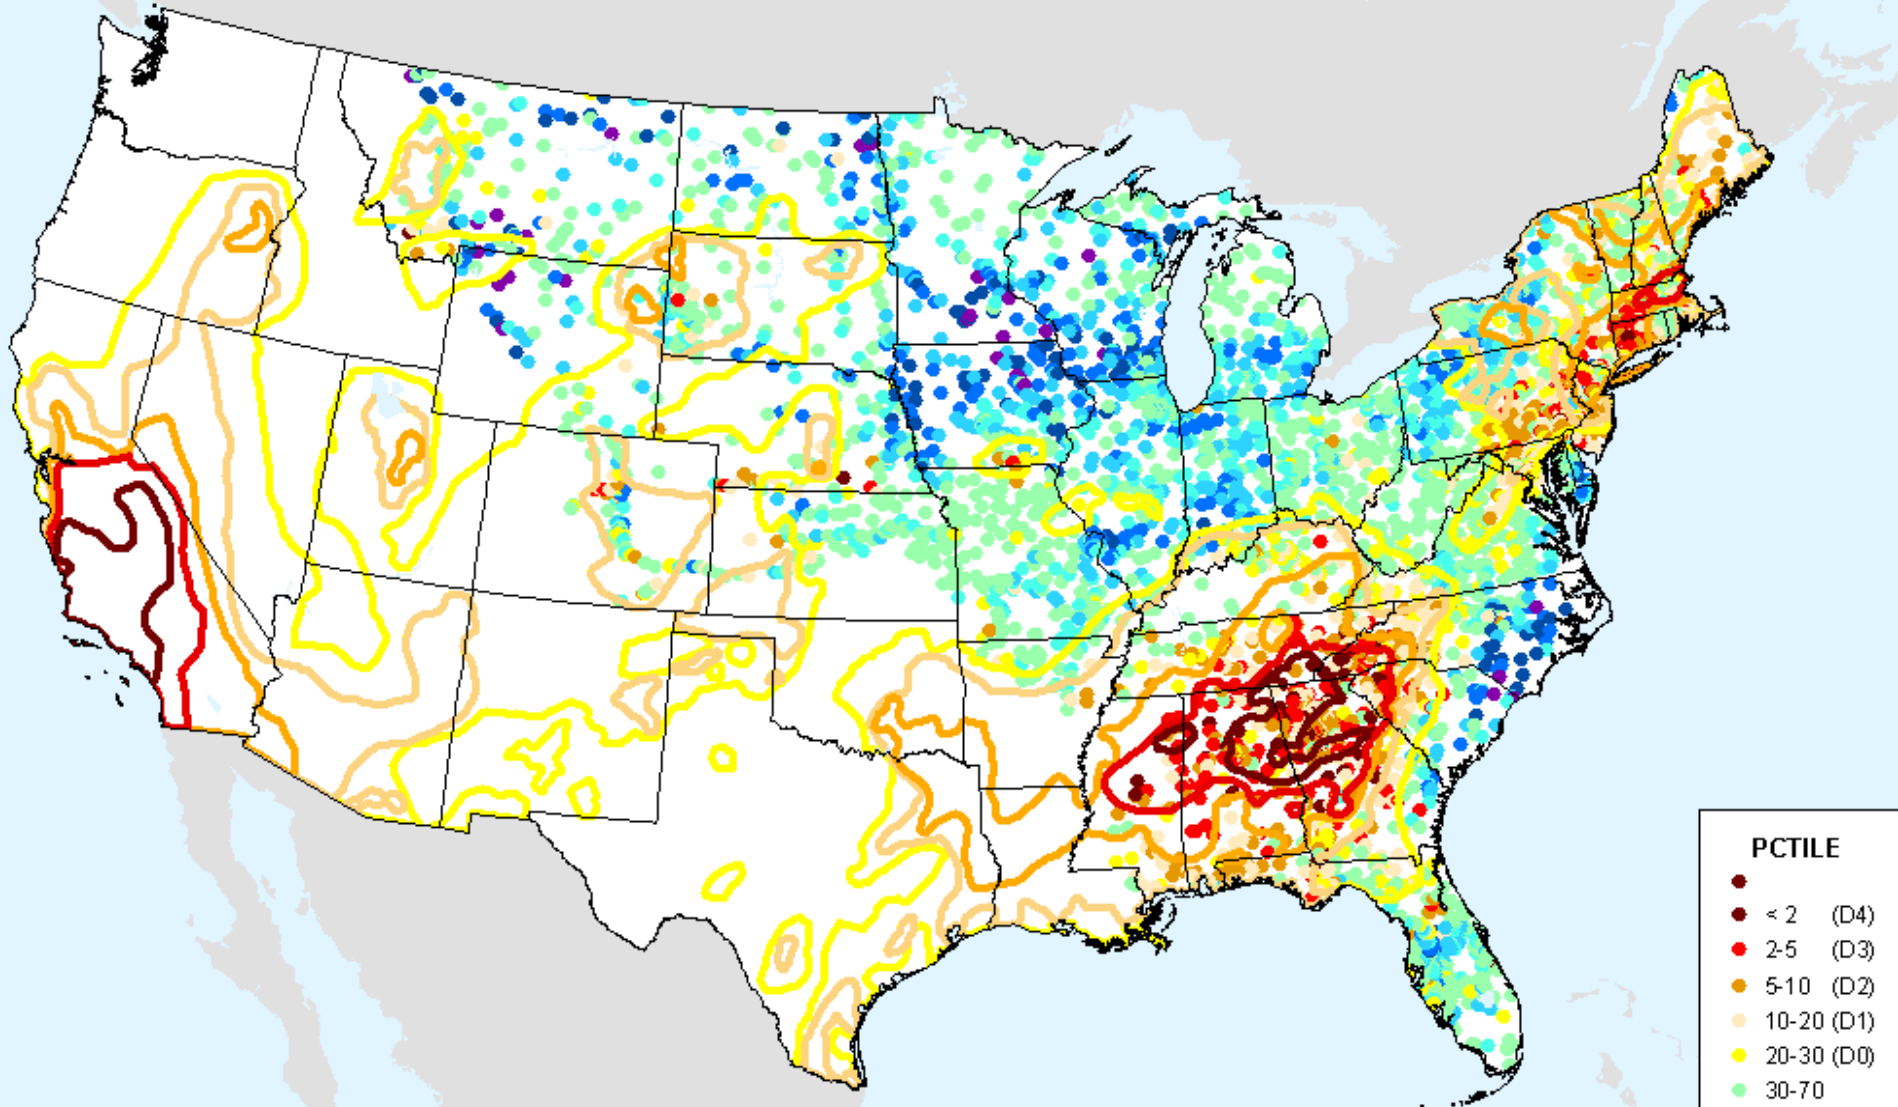 PCTILE
< 2 (D4)
2-5 (D3)
5-10 (D2)
10-20 (D1)
20-30 (D0)
30-70